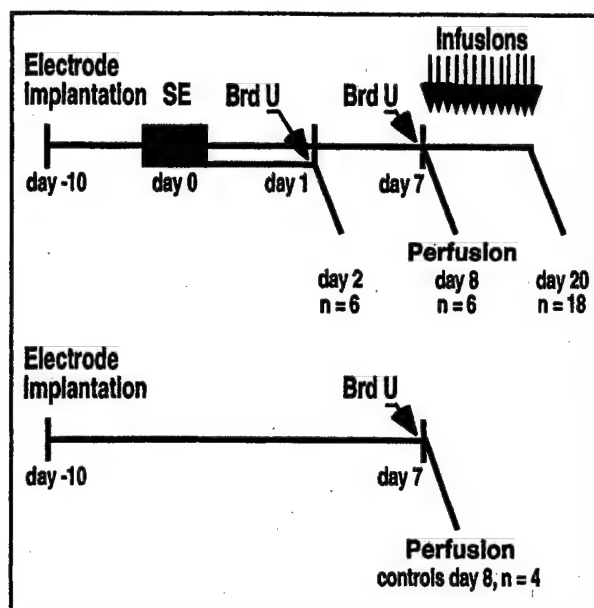 Infusions
Electrode
implantation
SE
Brd U
Brd U
day -10
day 0
day 1
day 7
Perfusion
day 2
n = 6
day 8
n = 6
day 20
n = 18
Electrode
implantation
Brd U
day -10
day 7
Perfusion
controls day 8, n = 4